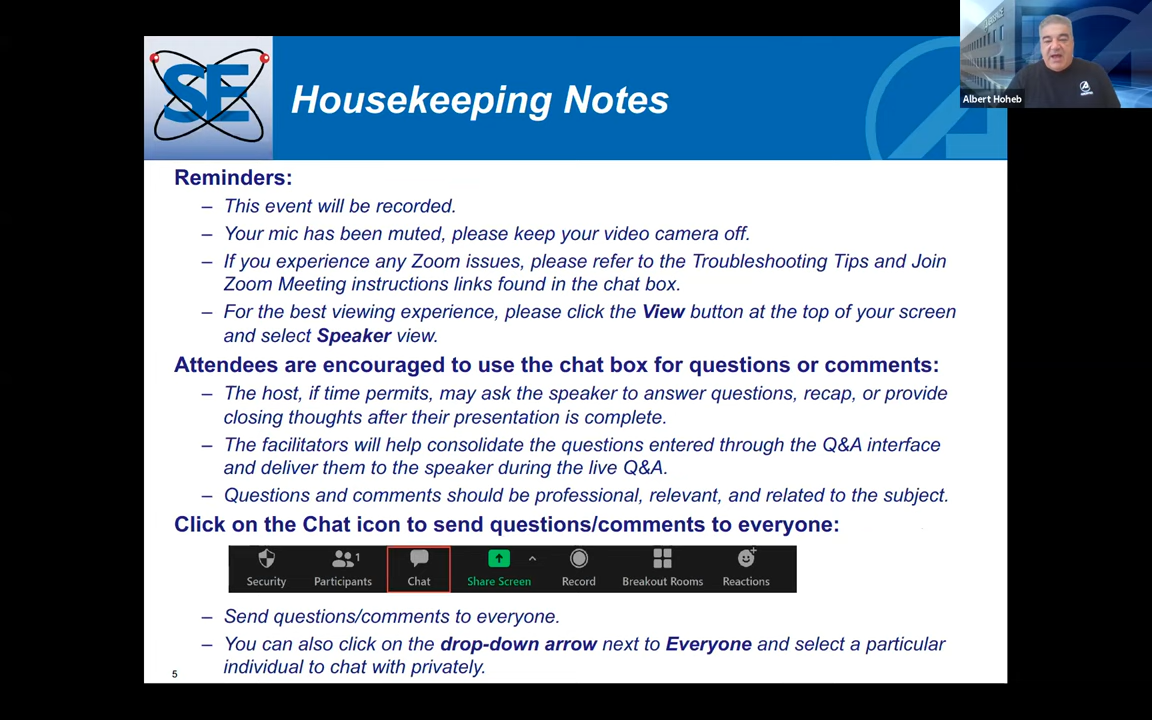 SE
Housekeeping Notes
Albert Hoheb
Reminders:
– This event will be recorded.
– Your mic has been muted, please keep your video camera off.
– If you experience any Zoom issues, please refer to the Troubleshooting Tips and Join
Zoom Meeting instructions links found in the chat box.
– For the best viewing experience, please click the View button at the top of your screen
and select Speaker view.
Attendees are encouraged to use the chat box for questions or comments:
– The host, if time permits, may ask the speaker to answer questions, recap, or provide
closing thoughts after their presentation is complete.
– The facilitators will help consolidate the questions entered through the Q&A interface
and deliver them to the speaker during the live Q&A.
– Questions and comments should be professional, relevant, and related to the subject.
Click on the Chat icon to send questions/comments to everyone:
1
Security Participants Chat Share Screen Record Breakout Rooms Reactions
– Send questions/comments to everyone.
– You can also click on the drop-down arrow next to Everyone and select a particular
individual to chat with privately.
5